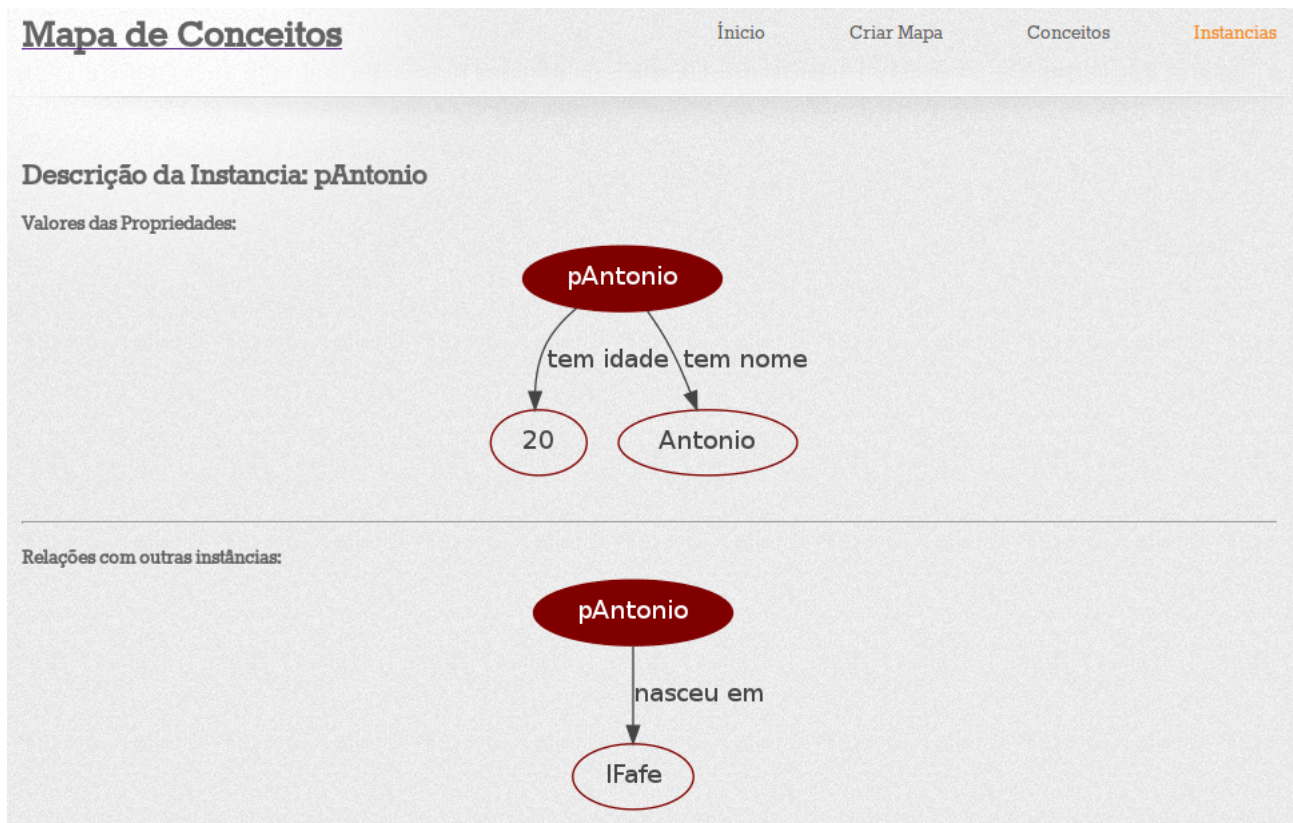 Mapa de Conceitos
Ínicio Criar Mapa Conceitos Instancias
Descrição da Instancia: pAntonio
Valores das Propriedades:
pAntonio
tem idade tem nome
20 Antonio
Relações com outras instâncias:
pAntonio
nasceu em
lFafe